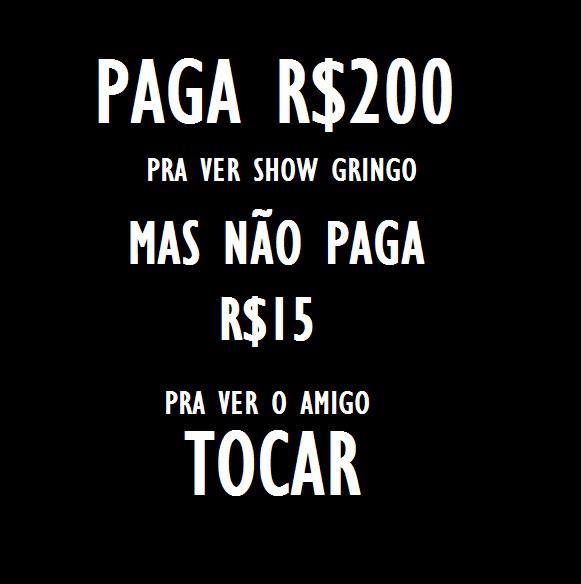 PAGA R$200
PRA VER SHOW GRINGO
MAS NÃO PAGA
R$15
PRA VER O AMIGO
TOCAR